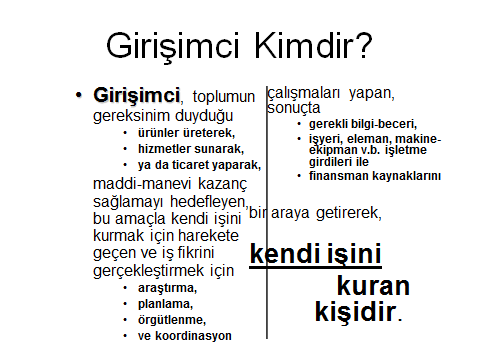 Girişimci Kimdir?
• Girişimci, toplumun
gereksinim duyduğu
• ürünler üreterek,
• hizmetler sunarak,
• ya da ticaret yaparak,
maddi-manevi kazanç
sağlamayı hedefleyen,
bu amaçla kendi işini
kurmak için harekete
geçen ve iş fikrini
gerçekleştirmek için
• araştırma,
• planlama,
• örgütlenme,
• ve koordinasyon
çalışmaları yapan,
sonuçta
• gerekli bilgi-beceri,
• işyeri, eleman, makine-
ekipman v.b. işletme
girdileri ile
• finansman kaynaklarını
bir araya getirerek,
kendi işini
kuran
kişidir.